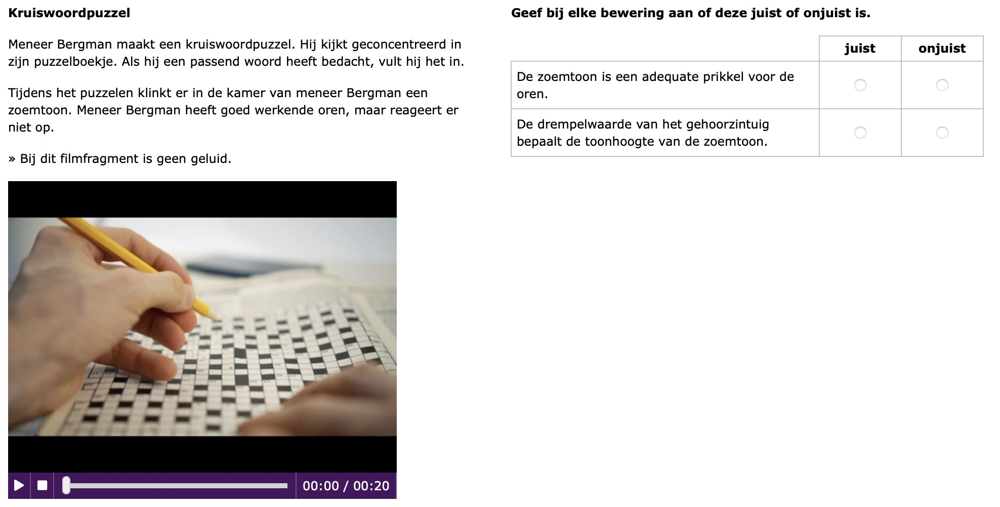 Kruiswoordpuzzel
Meneer Bergman maakt een kruiswoordpuzzel. Hij kijkt geconcentreerd in
zijn puzzelboekje. Als hij een passend woord heeft bedacht, vult hij het in.
Tijdens het puzzelen klinkt er in de kamer van meneer Bergman een
zoemtoon. Meneer Bergman heeft goed werkende oren, maar reageert er
niet op.
» Bij dit filmfragment is geen geluid.
00:00 / 00:20
Geef bij elke bewering aan of deze juist of onjuist is.
juist onjuist
De zoemtoon is een adequate prikkel voor de
oren.
De drempelwaarde van het gehoorzintuig
bepaalt de toonhoogte van de zoemtoon.